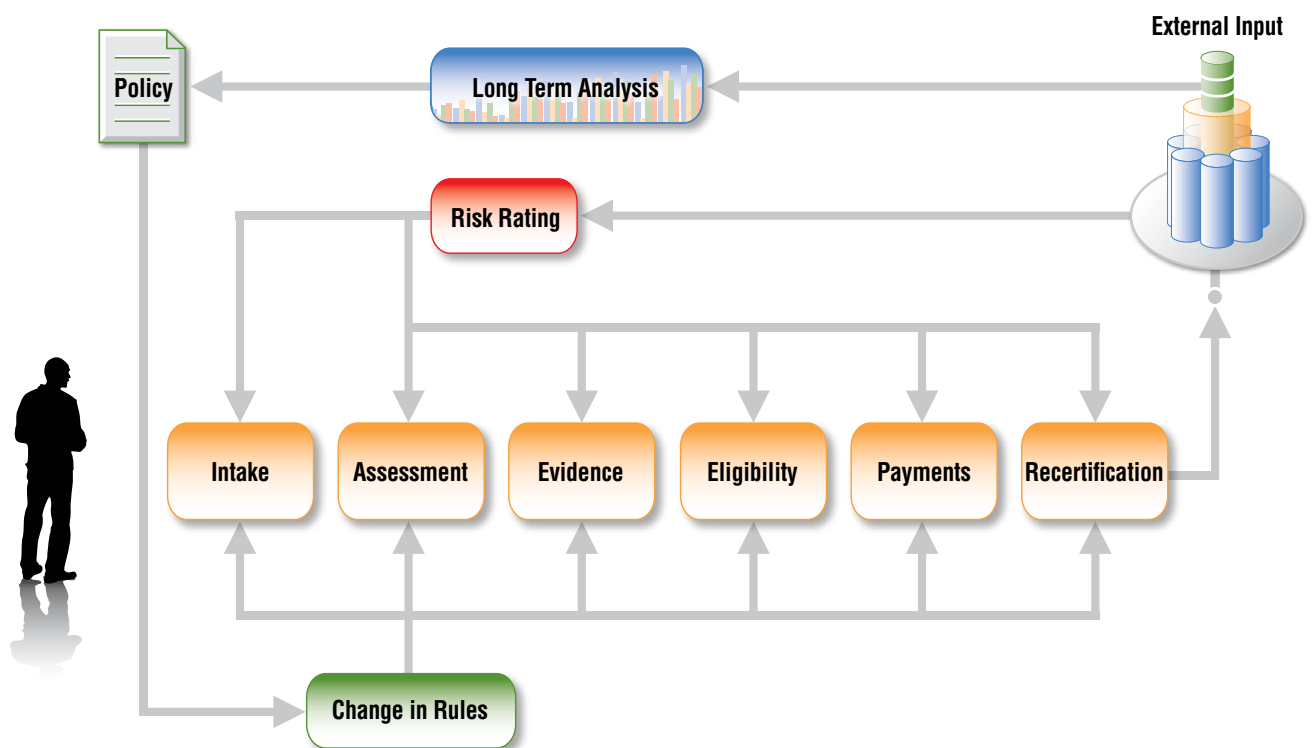 External Input
Policy
Long Term Analysis
Risk Rating
Intake
Assessment
Evidence
Eligibility
Payments
Recertification
Change in Rules